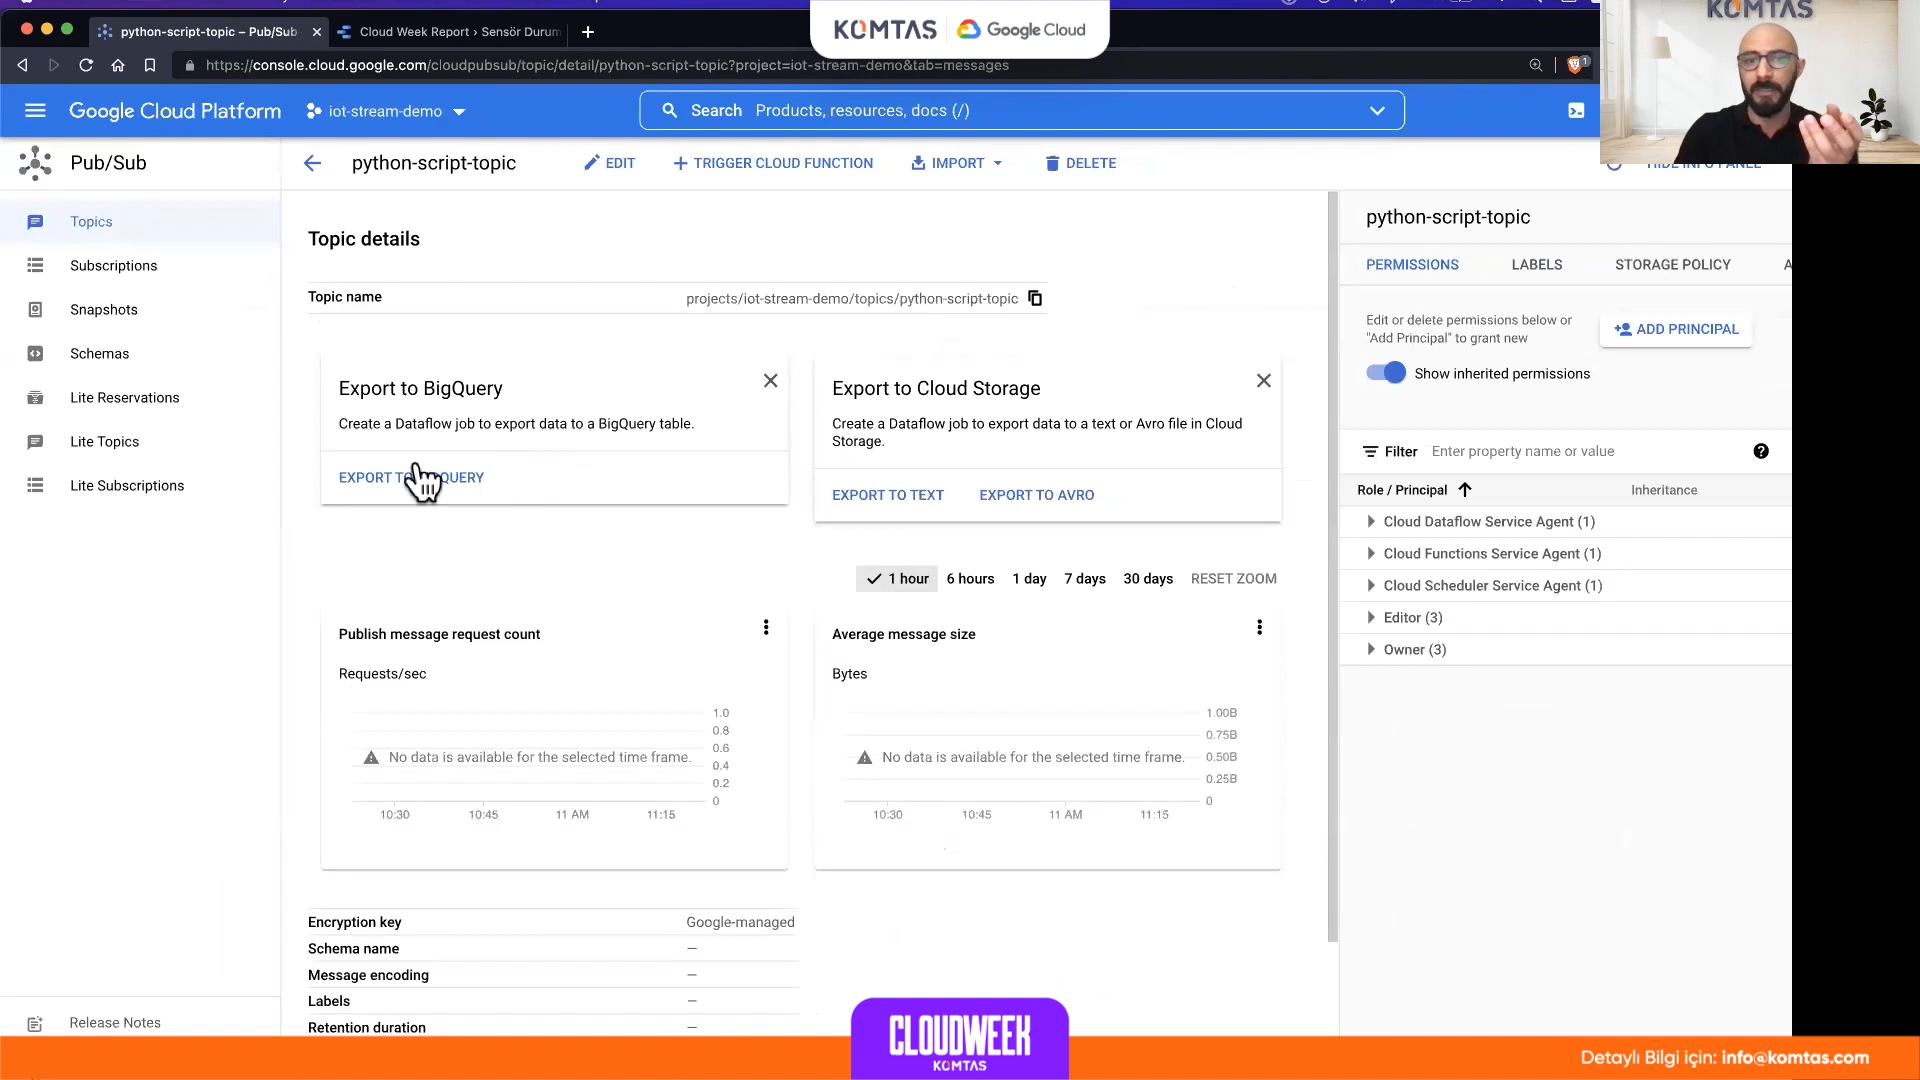 python-script-topic – Pub/Sub
Cloud Week Report › Sensör Durum
KOMTAS Google Cloud
KOMTAS
https://console.cloud.google.com/cloudpubsub/topic/detail/python-script-topic?project=iot-stream-demo&tab=messages
1
Google Cloud Platform
iot-stream-demo
Search Products, resources, docs (/)
Pub/Sub
python-script-topic
EDIT
TRIGGER CLOUD FUNCTION
IMPORT
DELETE
HIDE INFO PANEL
Topics
Subscriptions
Snapshots
Schemas
Lite Reservations
Lite Topics
Lite Subscriptions
Release Notes
Topic details
Topic name projects/iot-stream-demo/topics/python-script-topic
Export to BigQuery
Create a Dataflow job to export data to a BigQuery table.
EXPORT TO QUERY
Export to Cloud Storage
Create a Dataflow job to export data to a text or Avro file in Cloud
Storage.
EXPORT TO TEXT EXPORT TO AVRO
1 hour 6 hours 1 day 7 days 30 days RESET ZOOM
Publish message request count
Requests/sec
1.0
0.8
0.6
0.4
0.2
0
No data is available for the selected time frame.
10:30 10:45 11 AM 11:15
Average message size
Bytes
1.00B
0.75B
0.50B
0.25B
0
No data is available for the selected time frame.
10:30 10:45 11 AM 11:15
Encryption key Google-managed
Schema name —
Message encoding —
Labels —
Retention duration —
python-script-topic
PERMISSIONS LABELS STORAGE POLICY A
Edit or delete permissions below or
"Add Principal" to grant new
ADD PRINCIPAL
Show inherited permissions
Filter Enter property name or value
Role / Principal Inheritance
Cloud Dataflow Service Agent (1)
Cloud Functions Service Agent (1)
Cloud Scheduler Service Agent (1)
Editor (3)
Owner (3)
CLOUDWEEK
KOMTAS
Detaylı Bilgi için: info@komtas.com